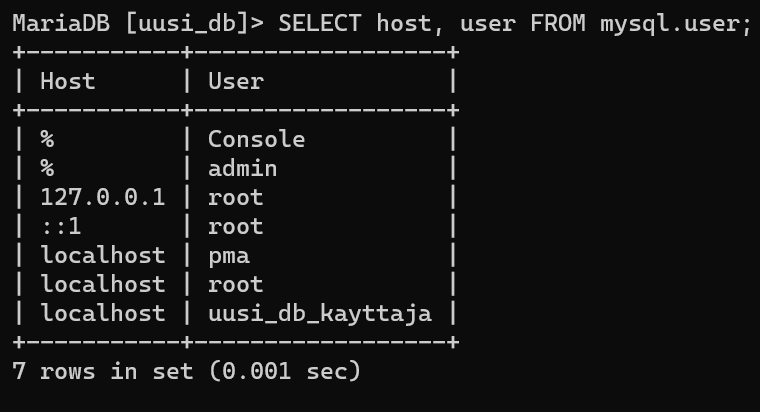 MariaDB [uusi_db]> SELECT host, user FROM mysql.user;
+-----------+------------------+
| Host      | User             |
+-----------+------------------+
| %         | Console          |
| %         | admin            |
| 127.0.0.1 | root             |
| ::1       | root             |
| localhost | pma              |
| localhost | root             |
| localhost | uusi_db_kayttaja |
+-----------+------------------+
7 rows in set (0.001 sec)